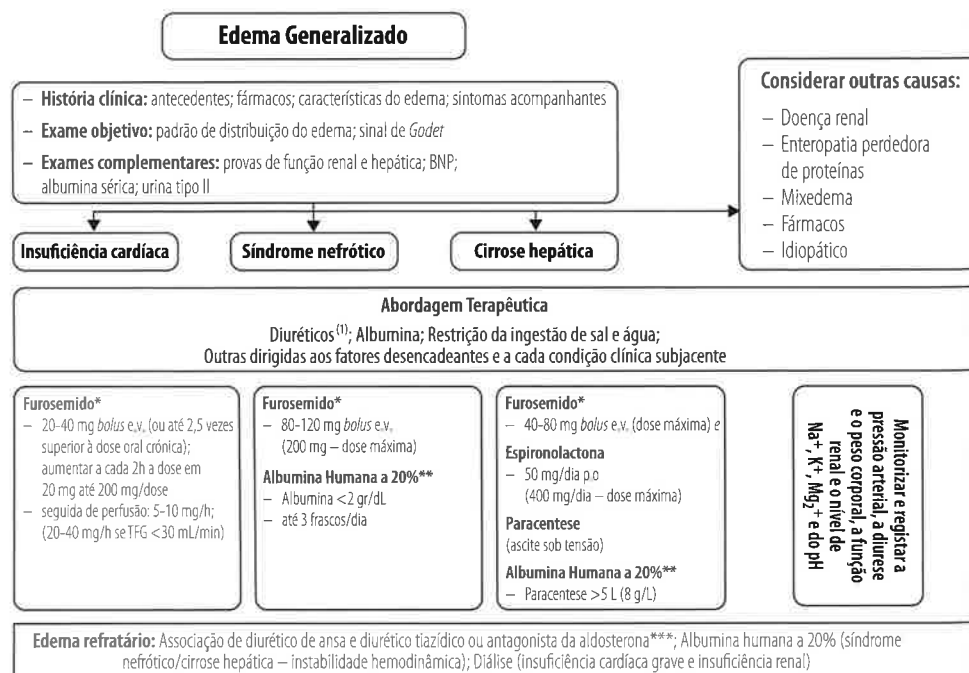 Edema Generalizado
– História clínica: antecedentes; fármacos; características do edema; sintomas acompanhantes
– Exame objetivo: padrão de distribuição do edema; sinal de Godet
– Exames complementares: provas de função renal e hepática; BNP;
albumina sérica; urina tipo II
Considerar outras causas:
– Doença renal
– Enteropatia perdedora
de proteínas
– Mixedema
– Fármacos
– Idiopático
Insuficiência cardíaca
Síndrome nefrótico
Cirrose hepática
Abordagem Terapêutica
Diuréticos(1); Albumina; Restrição da ingestão de sal e água;
Outras dirigidas aos fatores desencadeantes e a cada condição clínica subjacente
Furosemido*
– 20-40 mg bolus e.v. (ou até 2,5 vezes
superior à dose oral crónica);
aumentar a cada 2h a dose em
20 mg até 200 mg/dose
– seguida de perfusão: 5-10 mg/h;
(20-40 mg/h se TFG <30 mL/min)
Furosemido*
– 80-120 mg bolus e.v.
(200 mg – dose máxima)
Albumina Humana a 20%**
– Albumina <2 gr/dL
– até 3 frascos/dia
Furosemido*
– 40-80 mg bolus e.v. (dose máxima) e
Espironolactona
– 50 mg/dia p.o
(400 mg/dia – dose máxima)
Paracentese
(ascite sob tensão)
Albumina Humana a 20%**
– Paracentese >5 L (8 g/L)
Monitorizar e registar a
pressão arterial, a diurese
e o peso corporal, a função
renal e o nível de
Na+, K+, Mg2+ e do pH
Edema refratário: Associação de diurético de ansa e diurético tiazídico ou antagonista da aldosterona***; Albumina humana a 20% (síndrome
nefrótico/cirrose hepática – instabilidade hemodinâmica); Diálise (insuficiência cardíaca grave e insuficiência renal)